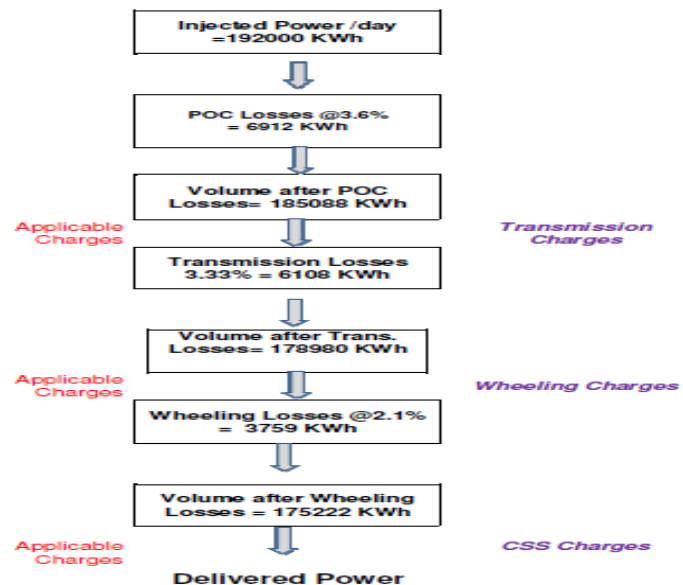 Injected Power /day
=192000 KWh
POC Losses @3.6%
= 6912 KWh
Volume after POC
Losses= 185088 KWh
Applicable
Charges
Transmission
Charges
Transmission Losses
3.33% = 6108 KWh
Volume after Trans.
Losses= 178980 KWh
Applicable
Charges
Wheeling Charges
Wheeling Losses @2.1%
= 3759 KWh
Volume after Wheeling
Losses = 175222 KWh
Applicable
Charges
CSS Charges
Delivered Power